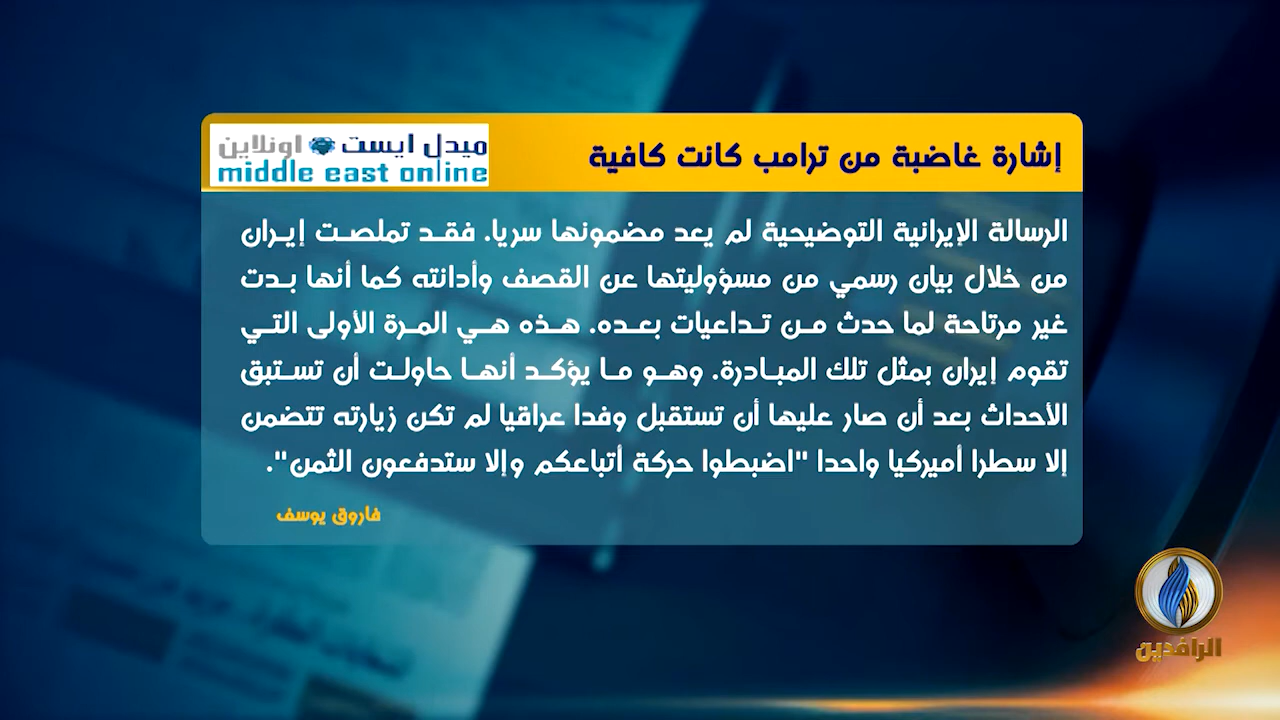 إشارة غاضبة من ترامب كانت كافية
ميدل ايست اونلاين
middle east online
الرسالة الإيرانية التوضيحية لم يعد مضمونها سريا. فقد تملصت إيران
من خلال بيان رسمي من مسؤوليتها عن القصف وأدانته كما أنها بدت
غير مرتاحة لما حدث من تداعيات بعده. هذه هي المرة الأولى التي
تقوم إيران بمثل تلك المبادرة. وهو ما يؤكد أنها حاولت أن تستبق
الأحداث بعد أن صار عليها أن تستقبل وفدا عراقيا لم تكن زيارته تتضمن
إلا سطرا أميركيا واحدا "اضبطوا حركة أتباعكم وإلا ستدفعون الثمن".
فاروق يوسف
الرافدين